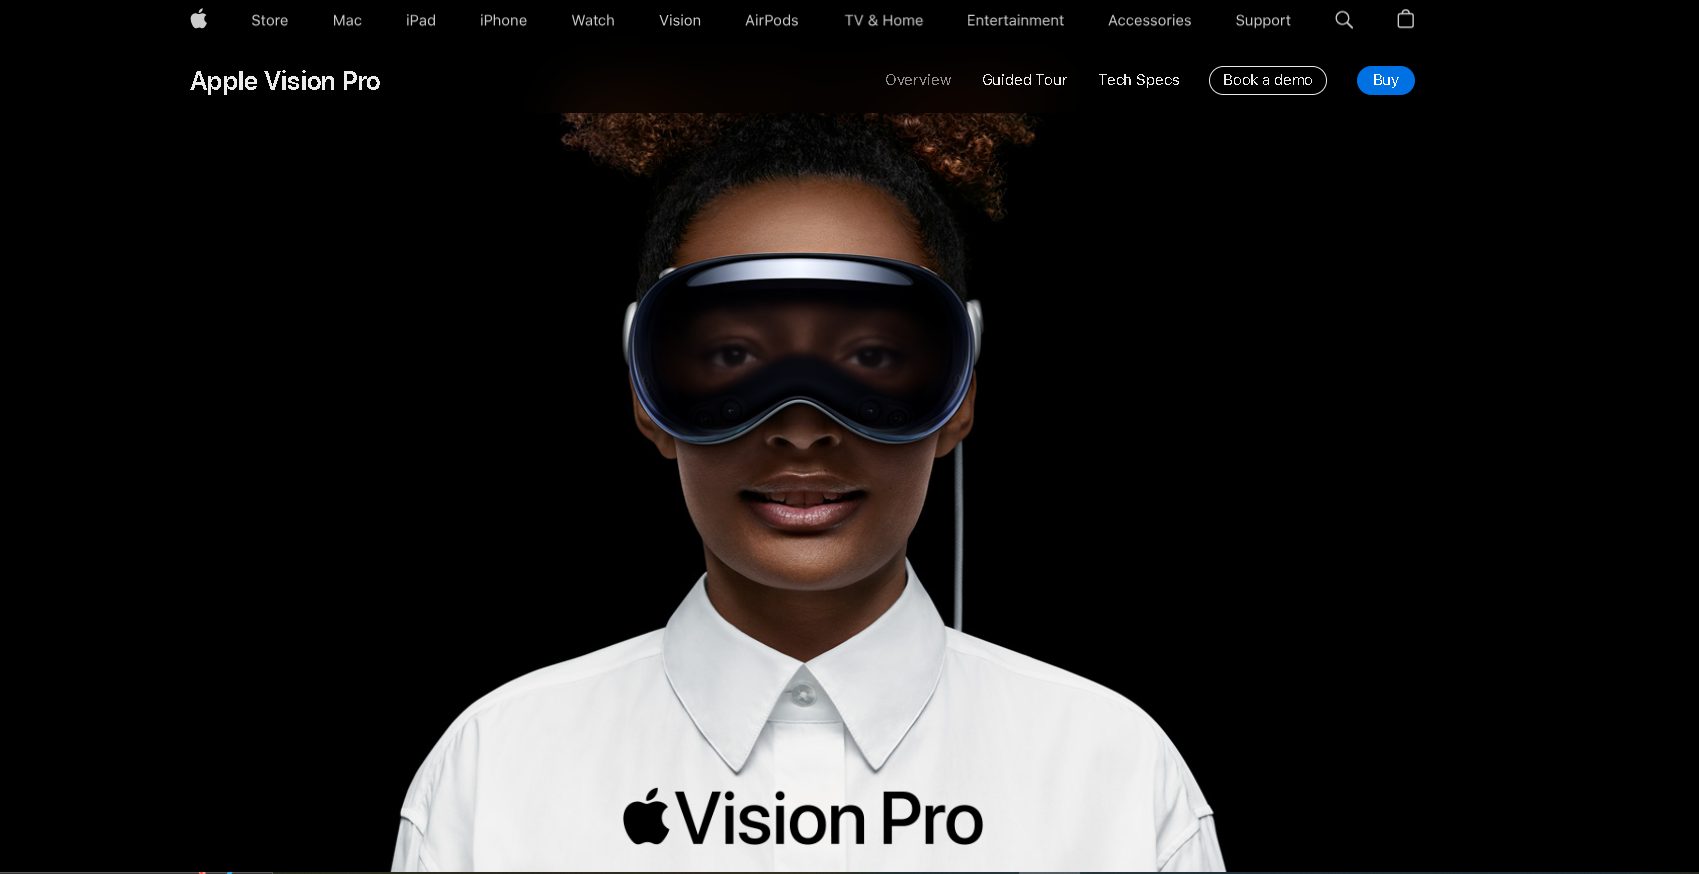 Store Mac iPad iPhone Watch Vision AirPods TV & Home Entertainment Accessories Support
Apple Vision Pro Overview Guided Tour Tech Specs Book a demo Buy
Vision Pro